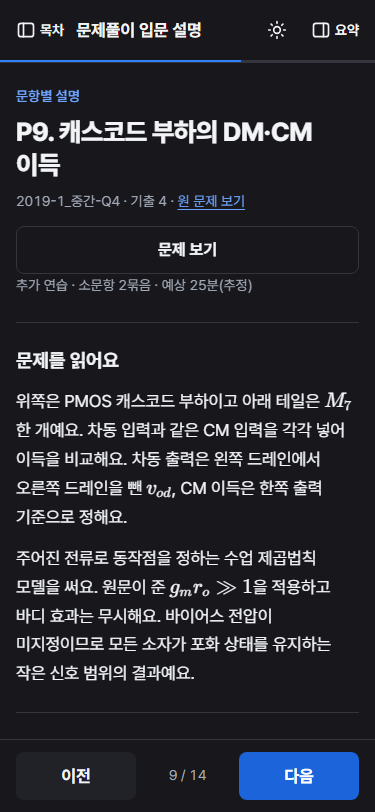 목차 문제풀이 입문 설명 요약
문항별 설명
P9. 캐스코드 부하의 DM·CM
이득
2019-1_중간-Q4 · 기출 4 · 원 문제 보기
문제 보기
추가 연습 · 소문항 2묶음 · 예상 25분(추정)
문제를 읽어요
위쪽은 PMOS 캐스코드 부하이고 아래 테일은 M₇
한 개예요. 차동 입력과 같은 CM 입력을 각각 넣어
이득을 비교해요. 차동 출력은 왼쪽 드레인에서
오른쪽 드레인을 뺀 v_{od}, CM 이득은 한쪽 출력
기준으로 정해요.
주어진 전류로 동작점을 정하는 수업 제곱법칙
모델을 써요. 원문이 준 g_m r_o ≫ 1을 적용하고
바디 효과는 무시해요. 바이어스 전압이
미지정이므로 모든 소자가 포화 상태를 유지하는
작은 신호 범위의 결과예요.
이전 9 / 14 다음